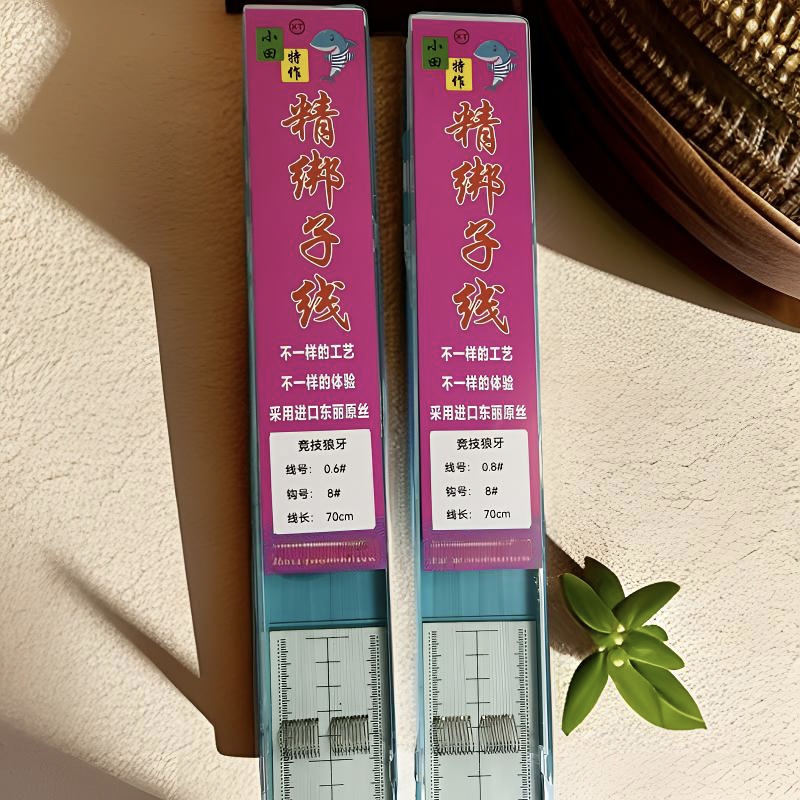 小田
XT
特作
精绑子线
不一样的工艺
不一样的体验
采用进口东丽原丝
竞技狼牙
线号： 0.6#
钩号： 8#
线长： 70cm
小田
XT
特作
精绑子线
不一样的工艺
不一样的体验
采用进口东丽原丝
竞技狼牙
线号： 0.8#
钩号： 8#
线长： 70cm